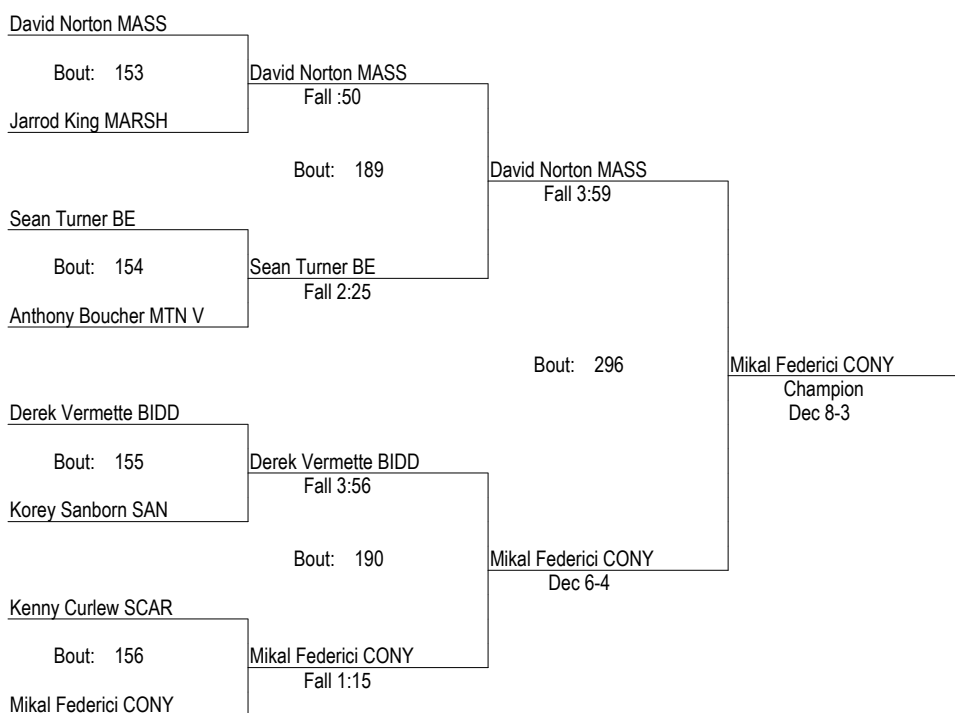 David Norton MASS
Bout: 153
David Norton MASS
Fall :50
Jarrod King MARSH
Bout: 189
David Norton MASS
Fall 3:59
Sean Turner BE
Bout: 154
Sean Turner BE
Fall 2:25
Anthony Boucher MTN V
Bout: 296
Mikal Federici CONY
Champion
Dec 8-3
Derek Vermette BIDD
Bout: 155
Derek Vermette BIDD
Fall 3:56
Korey Sanborn SAN
Bout: 190
Mikal Federici CONY
Dec 6-4
Kenny Curlew SCAR
Bout: 156
Mikal Federici CONY
Fall 1:15
Mikal Federici CONY